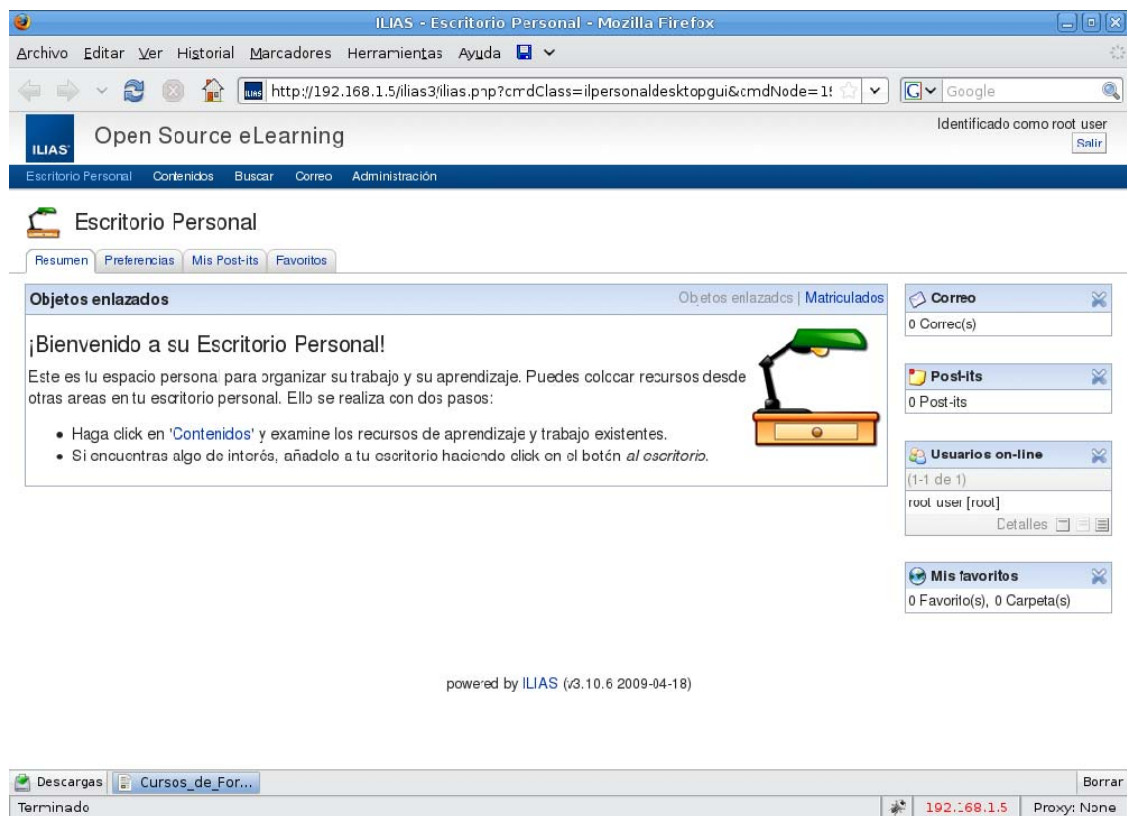 ILIAS - Escritorio Personal - Mozilla Firefox
Archivo Editar Ver Historial Marcadores Herramientas Ayuda
http://192.168.1.5/ilias3/ilias.php?cmdClass=ilpersonaldesktopgui&cmdNode=1
Google
ILIAS
Open Source eLearning
Identificado como root user
Salir
Escritorio Personal Contenidos Buscar Correo Administración
Escritorio Personal
Resumen Preferencias Mis Post-its Favoritos
Objetos enlazados
Objetos enlazados | Matriculados
¡Bienvenido a su Escritorio Personal!
Este es tu espacio personal para organizar su trabajo y su aprendizaje. Puedes colocar recursos desde
otras areas en tu escritorio personal. Ello se realiza con dos pasos:
• Haga click en 'Contenidos' y examine los recursos de aprendizaje y trabajo existentes.
• Si encuentras algo de interés, añadelo a tu escritorio haciendo click en el botón al escritorio.
Correo
0 Correo(s)
Post-its
0 Post-its
Usuarios on-line
(1-1 de 1)
root user [root]
Detalles
Mis favoritos
0 Favorito(s), 0 Carpeta(s)
powered by ILIAS (v3.10.6 2009-04-18)
Descargas Cursos_de_For... Borrar
Terminado 192.168.1.5 Proxy: None